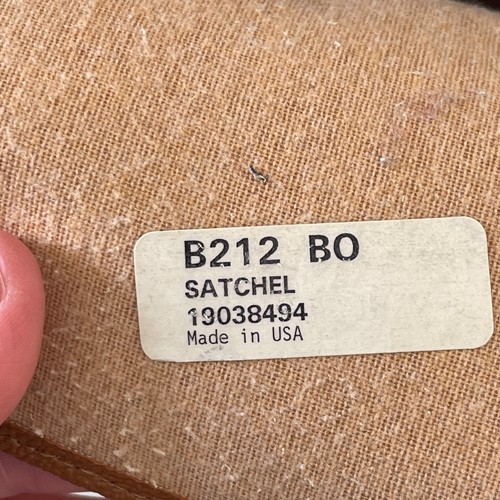 B212 BO
SATCHEL
19038494
Made in USA